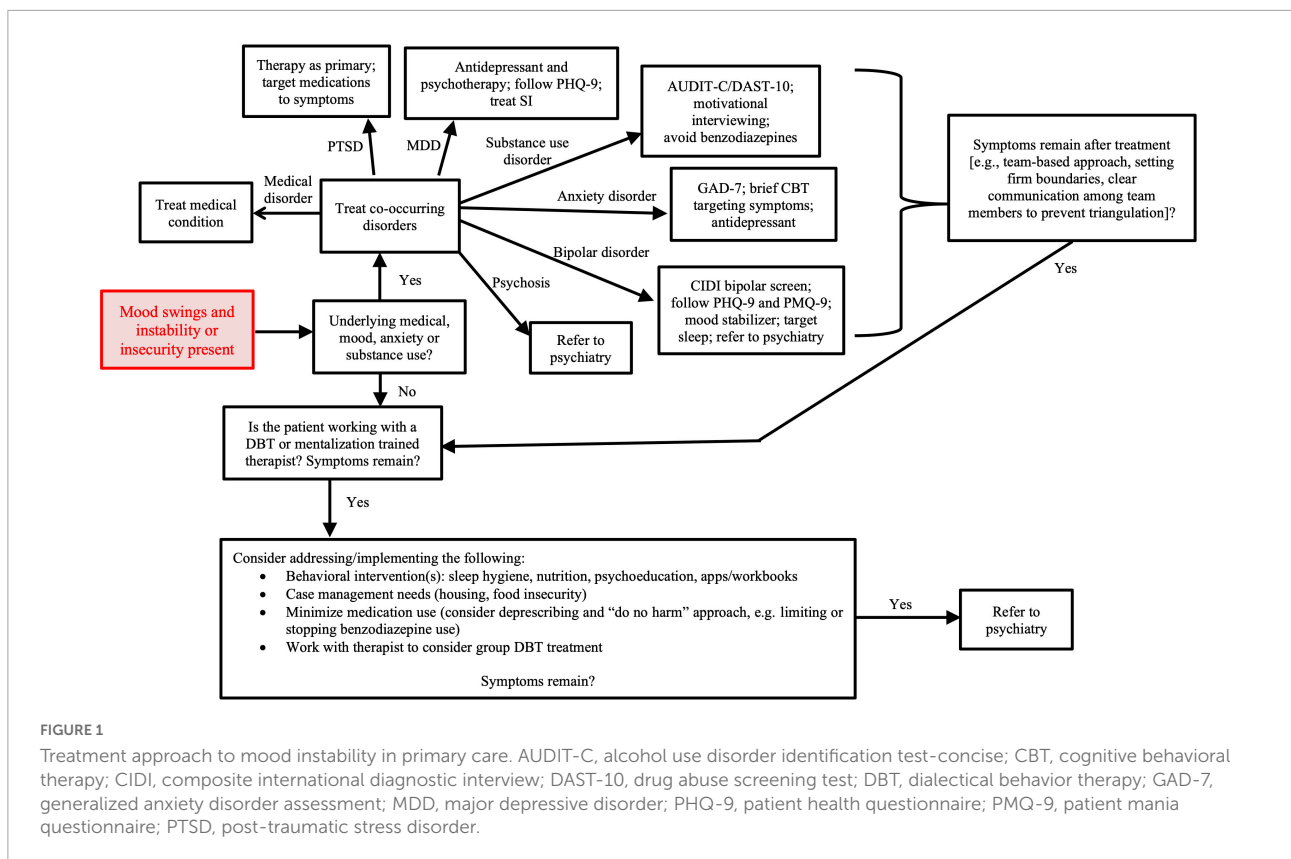 Therapy as primary;
target medications
to symptoms
Antidepressant and
psychotherapy; follow PHQ-9;
treat SI
AUDIT-C/DAST-10;
motivational
interviewing;
avoid benzodiazepines
Symptoms remain after treatment
[e.g., team-based approach, setting
firm boundaries, clear
communication among team
members to prevent triangulation]?
PTSD
MDD
Substance use
disorder
Medical
disorder
Treat medical
condition
Treat co-occurring
disorders
Anxiety disorder
GAD-7; brief CBT
targeting symptoms;
antidepressant
Bipolar disorder
CIDI bipolar screen;
follow PHQ-9 and PMQ-9;
mood stabilizer; target
sleep; refer to psychiatry
Psychosis
Refer to
psychiatry
Yes
Yes
Mood swings and
instability or
insecurity present
Underlying medical,
mood, anxiety or
substance use?
No
Is the patient working with a
DBT or mentalization trained
therapist? Symptoms remain?
Yes
Consider addressing/implementing the following:
• Behavioral intervention(s): sleep hygiene, nutrition, psychoeducation, apps/workbooks
• Case management needs (housing, food insecurity)
• Minimize medication use (consider deprescribing and “do no harm” approach, e.g. limiting or
stopping benzodiazepine use)
• Work with therapist to consider group DBT treatment
Symptoms remain?
Yes
Refer to
psychiatry
FIGURE 1
Treatment approach to mood instability in primary care. AUDIT-C, alcohol use disorder identification test-concise; CBT, cognitive behavioral
therapy; CIDI, composite international diagnostic interview; DAST-10, drug abuse screening test; DBT, dialectical behavior therapy; GAD-7,
generalized anxiety disorder assessment; MDD, major depressive disorder; PHQ-9, patient health questionnaire; PMQ-9, patient mania
questionnaire; PTSD, post-traumatic stress disorder.